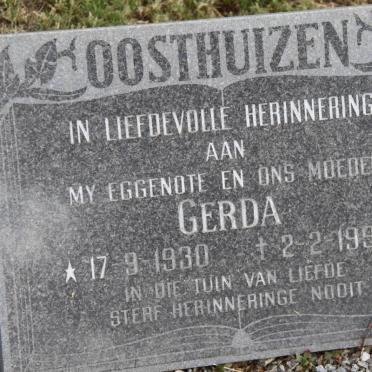 OOSTHUIZEN
IN LIEFDEVOLLE HERINNERING
AAN
MY EGGENOTE EN ONS MOEDE
GERDA
★ 17-9-1930 † 2-2-199
IN DIE TUIN VAN LIEFDE
STERF HERINNERINGE NOOIT